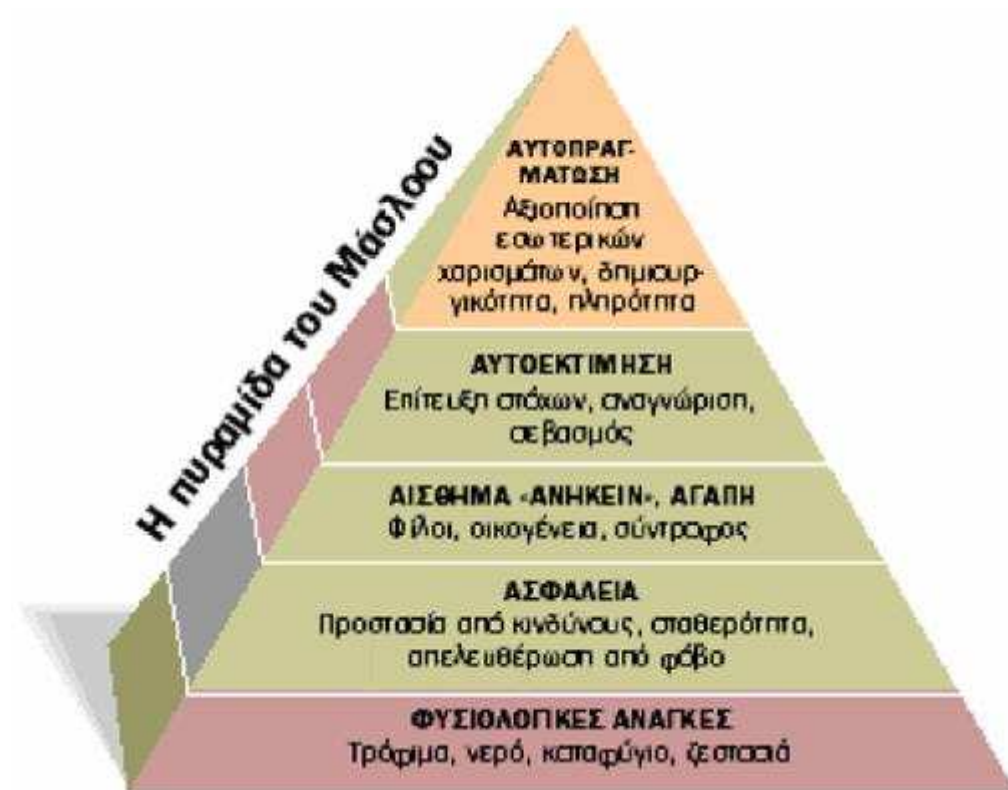 Η πυραμίδα του Μάσλοου
ΑΥΤΟΠΡΑΓ-
ΜΑΤΩΣΗ
Αξιοποίηση
εσωτερικών
χαρισμάτων, δημιουρ-
γικότητα, πληρότητα
ΑΥΤΟΕΚΤΙΜΗΣΗ
Επίτευξη στόχων, αναγνώριση,
σεβασμός
ΑΙΣΘΗΜΑ «ΑΝΗΚΕΙΝ», ΑΓΑΠΗ
Φίλοι, οικογένεια, σύντροφος
ΑΣΦΑΛΕΙΑ
Προστασία από κινδύνους, σταθερότητα,
απελευθέρωση από φόβο
ΦΥΣΙΟΛΟΓΙΚΕΣ ΑΝΑΓΚΕΣ
Τρόφιμα, νερό, καταφύγιο, ζεστασιά